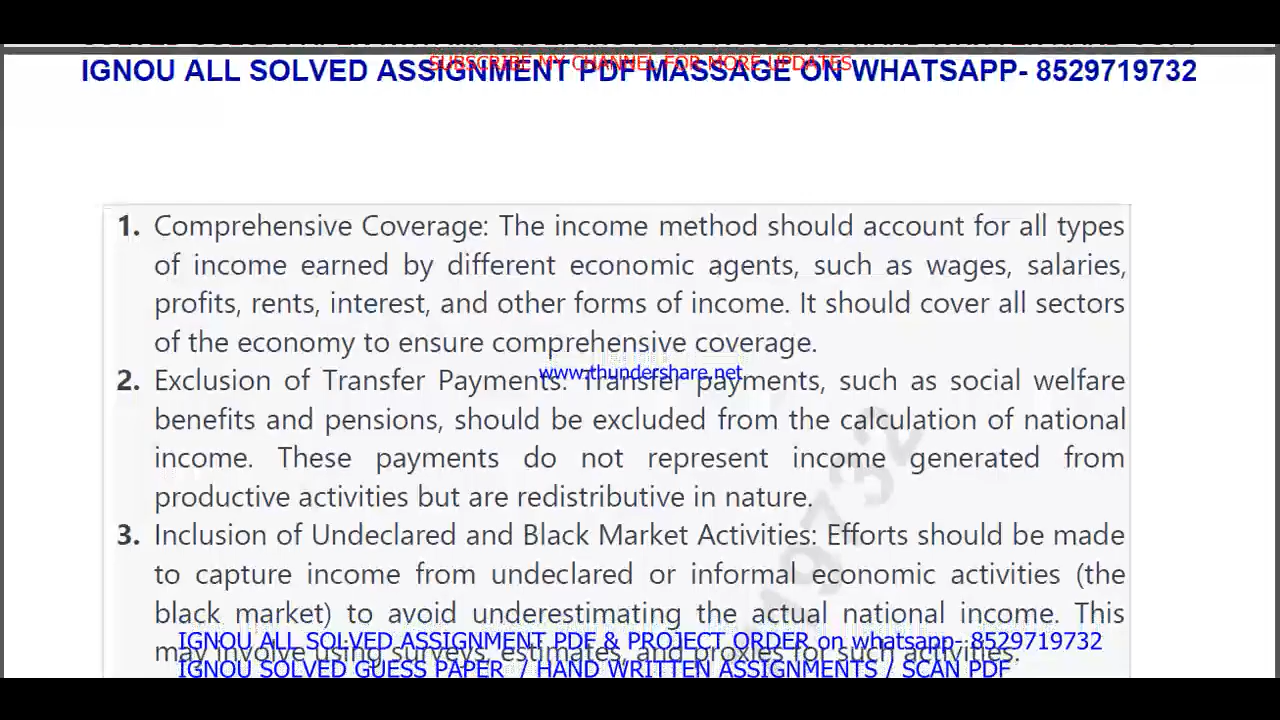 SUBSCRIBE MY CHANNEL FOR MORE UPDATES
IGNOU ALL SOLVED ASSIGNMENT PDF MASSAGE ON WHATSAPP- 8529719732
1. Comprehensive Coverage: The income method should account for all types
of income earned by different economic agents, such as wages, salaries,
profits, rents, interest, and other forms of income. It should cover all sectors
of the economy to ensure comprehensive coverage.
www.thundershare.net
2. Exclusion of Transfer Payments: Transfer payments, such as social welfare
benefits and pensions, should be excluded from the calculation of national
income. These payments do not represent income generated from
productive activities but are redistributive in nature.
3. Inclusion of Undeclared and Black Market Activities: Efforts should be made
to capture income from undeclared or informal economic activities (the
black market) to avoid underestimating the actual national income. This
IGNOU ALL SOLVED ASSIGNMENT PDF & PROJECT ORDER on whatsapp- 8529719732
may involve using surveys, estimates, and proxies for such activities.
IGNOU SOLVED GUESS PAPER / HAND WRITTEN ASSIGNMENTS / SCAN PDF